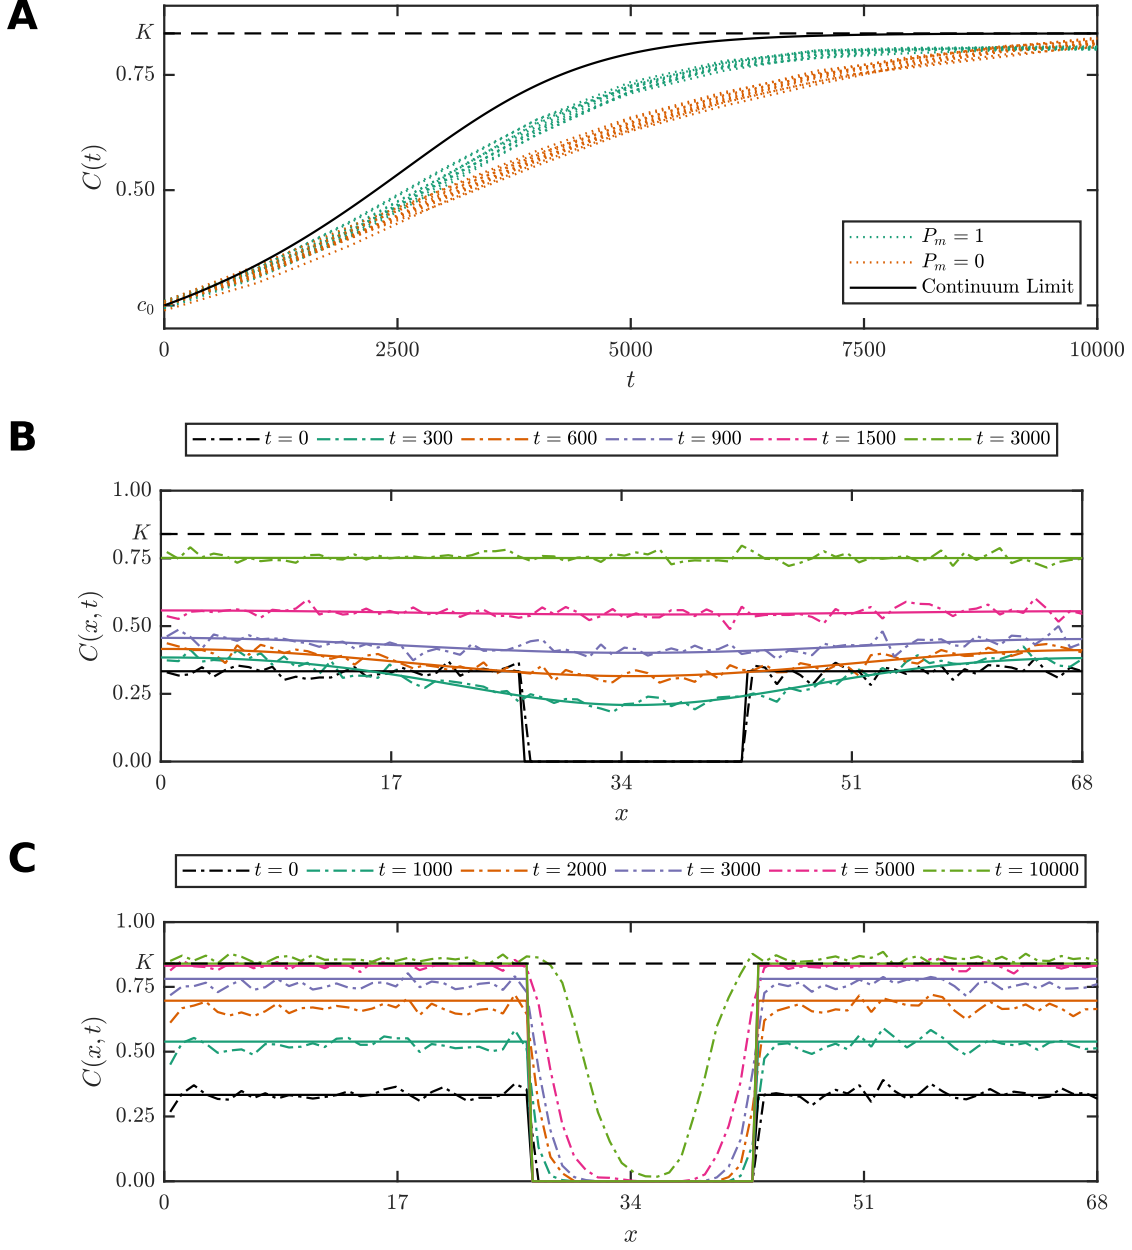 A
K
0.75
0.50
c₀
C(t)
Pₘ = 1
Pₘ = 0
Continuum Limit
0 2500 5000 7500 10000
t
B
t = 0 t = 300 t = 600 t = 900 t = 1500 t = 3000
1.00
K
0.75
0.50
0.25
0.00
C(x, t)
0 17 34 51 68
x
C
t = 0 t = 1000 t = 2000 t = 3000 t = 5000 t = 10000
1.00
K
0.75
0.50
0.25
0.00
C(x, t)
0 17 34 51 68
x